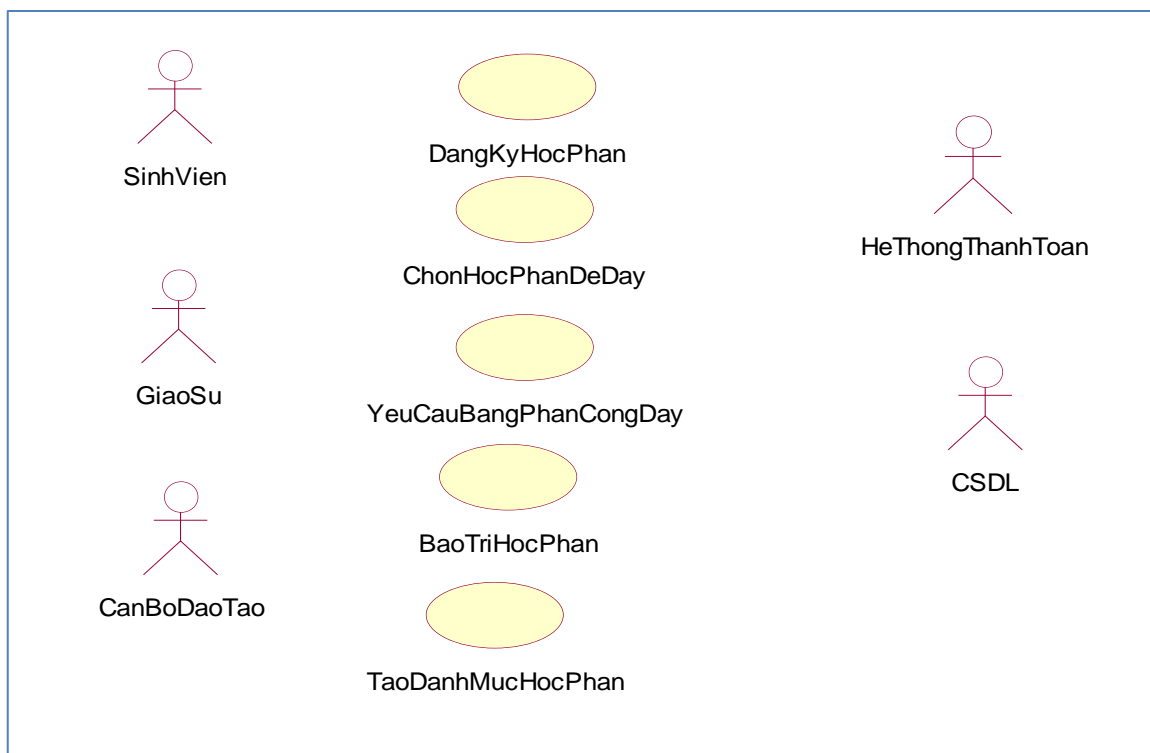 SinhVien
GiaoSu
CanBoDaoTao
DangKyHocPhan
ChonHocPhanDeDay
YeuCauBangPhanCongDay
BaoTriHocPhan
TaoDanhMucHocPhan
HeThongThanhToan
CSDL